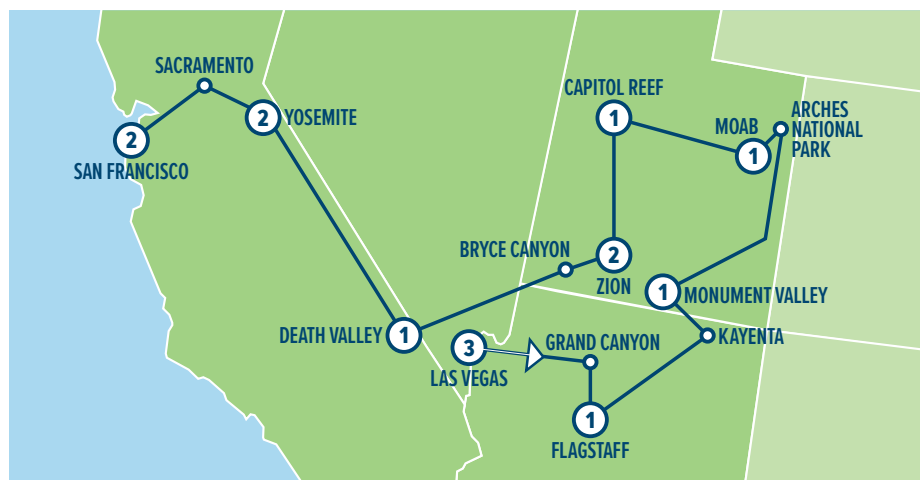 SACRAMENTO
2
SAN FRANCISCO
2
YOSEMITE
CAPITOL REEF
1
MOAB
1
ARCHES
NATIONAL
PARK
BRYCE CANYON
2
ZION
1
MONUMENT VALLEY
DEATH VALLEY
1
3
LAS VEGAS
GRAND CANYON
KAYENTA
1
FLAGSTAFF